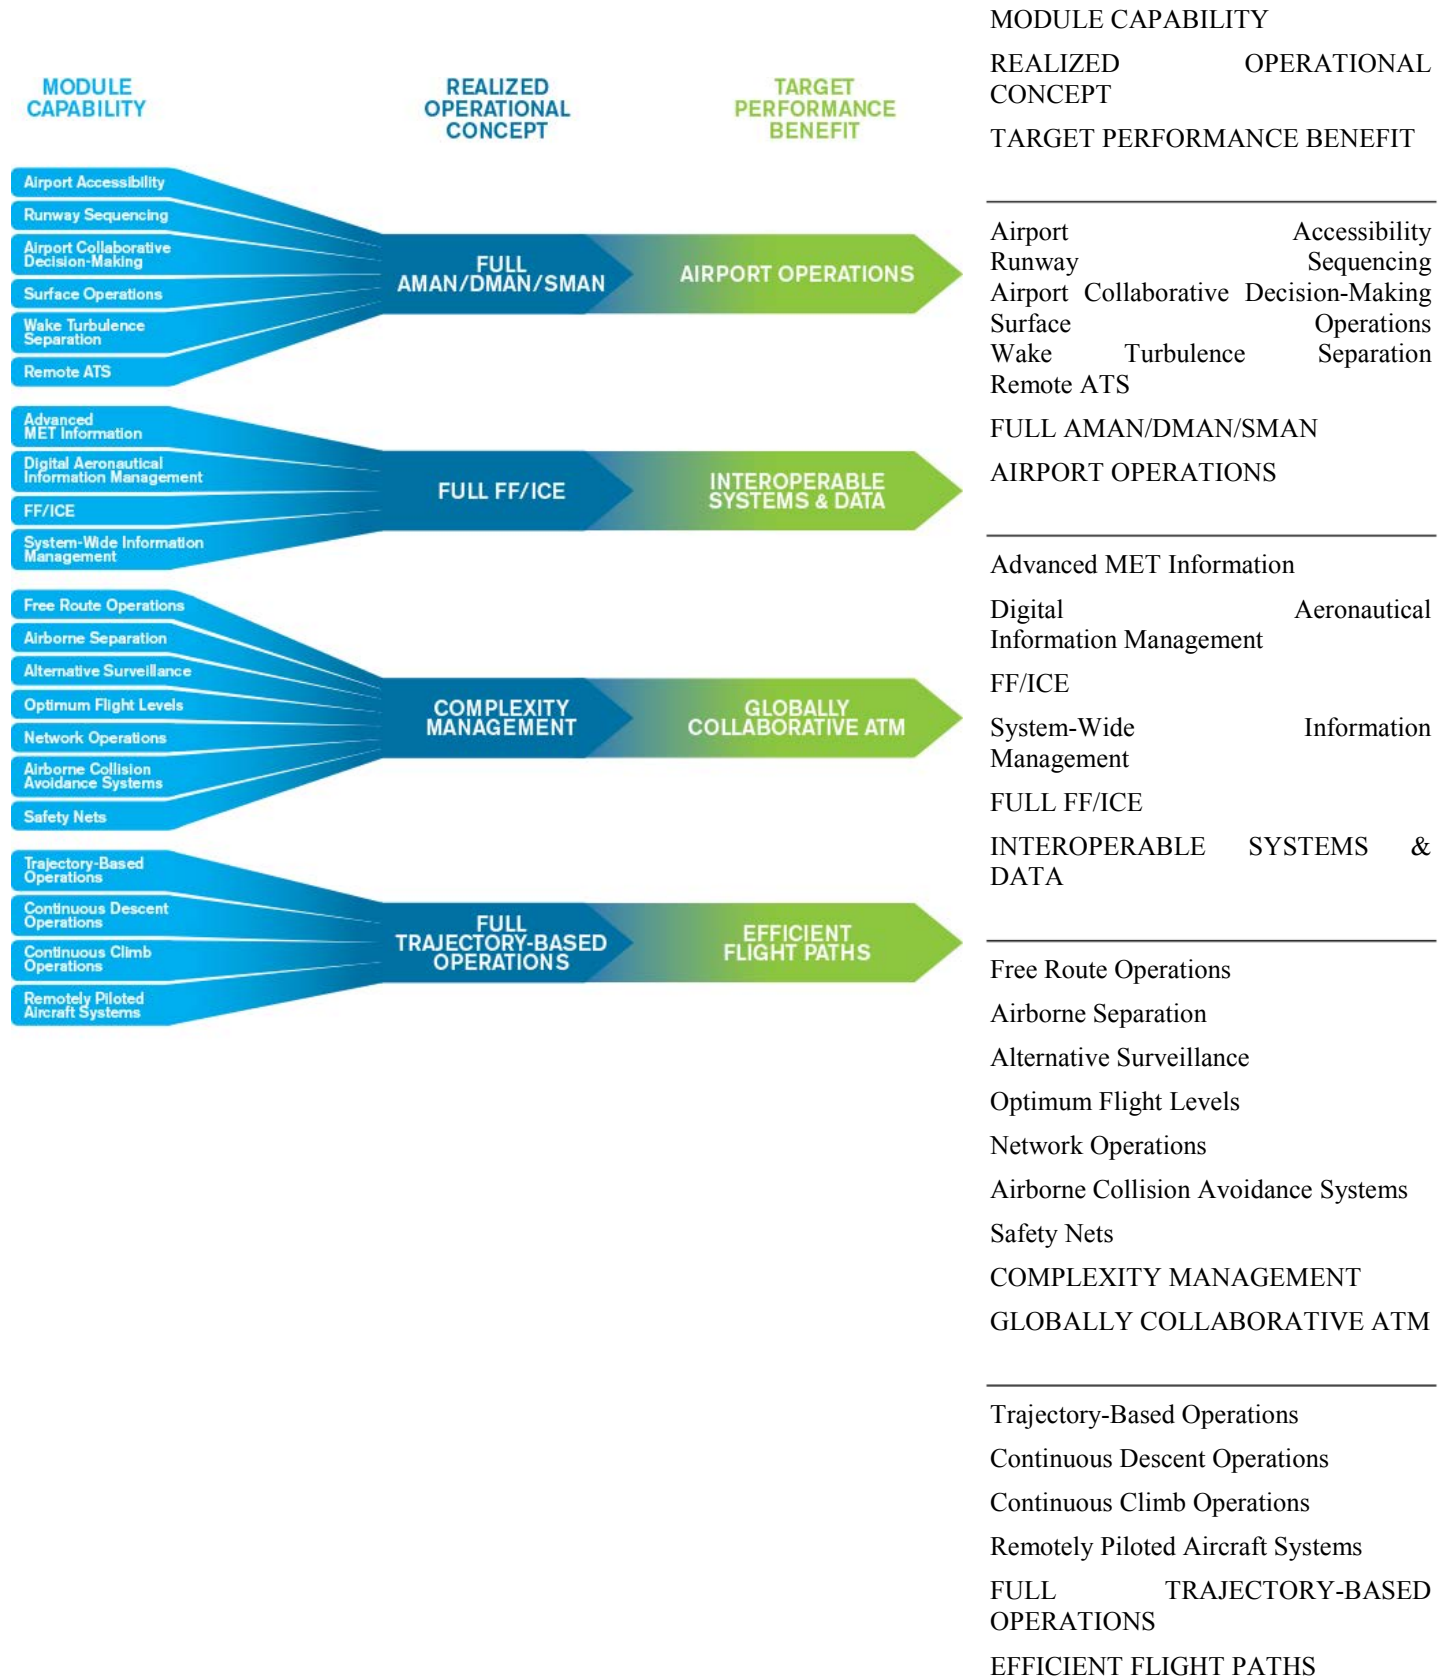 MODULE
CAPABILITY
REALIZED
OPERATIONAL
CONCEPT
TARGET
PERFORMANCE
BENEFIT
Airport Accessibility
Runway Sequencing
Airport Collaborative
Decision-Making
Surface Operations
Wake Turbulence
Separation
Remote ATS
FULL
AMAN/DMAN/SMAN
AIRPORT OPERATIONS
Advanced
MET Information
Digital Aeronautical
Information Management
FF/ICE
System-Wide Information
Management
FULL FF/ICE
INTEROPERABLE
SYSTEMS & DATA
Free Route Operations
Airborne Separation
Alternative Surveillance
Optimum Flight Levels
Network Operations
Airborne Collision
Avoidance Systems
Safety Nets
COMPLEXITY
MANAGEMENT
GLOBALLY
COLLABORATIVE ATM
Trajectory-Based
Operations
Continuous Descent
Operations
Continuous Climb
Operations
Remotely Piloted
Aircraft Systems
FULL
TRAJECTORY-BASED
OPERATIONS
EFFICIENT
FLIGHT PATHS
MODULE CAPABILITY
REALIZED OPERATIONAL
CONCEPT
TARGET PERFORMANCE BENEFIT
Airport Accessibility
Runway Sequencing
Airport Collaborative Decision-Making
Surface Operations
Wake Turbulence Separation
Remote ATS
FULL AMAN/DMAN/SMAN
AIRPORT OPERATIONS
Advanced MET Information
Digital Aeronautical
Information Management
FF/ICE
System-Wide Information
Management
FULL FF/ICE
INTEROPERABLE SYSTEMS &
DATA
Free Route Operations
Airborne Separation
Alternative Surveillance
Optimum Flight Levels
Network Operations
Airborne Collision Avoidance Systems
Safety Nets
COMPLEXITY MANAGEMENT
GLOBALLY COLLABORATIVE ATM
Trajectory-Based Operations
Continuous Descent Operations
Continuous Climb Operations
Remotely Piloted Aircraft Systems
FULL TRAJECTORY-BASED
OPERATIONS
EFFICIENT FLIGHT PATHS